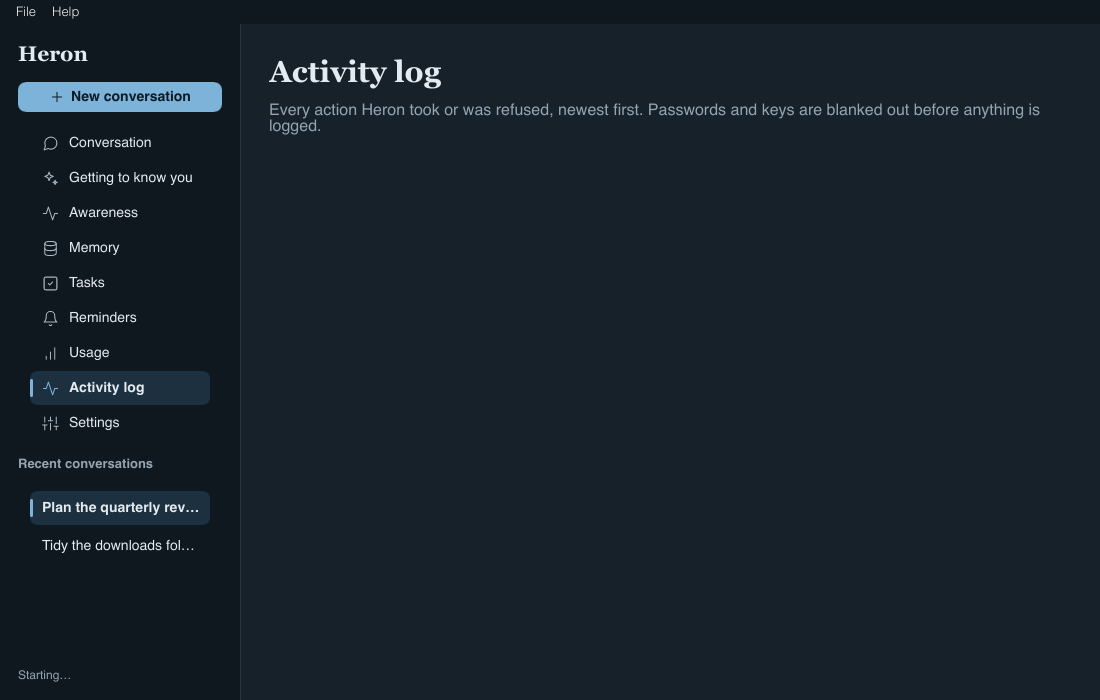 File Help
Heron
New conversation
Conversation
Getting to know you
Awareness
Memory
Tasks
Reminders
Usage
Activity log
Settings
Recent conversations
Plan the quarterly rev…
Tidy the downloads fol…
Starting…
Activity log
Every action Heron took or was refused, newest first. Passwords and keys are blanked out before anything is
logged.